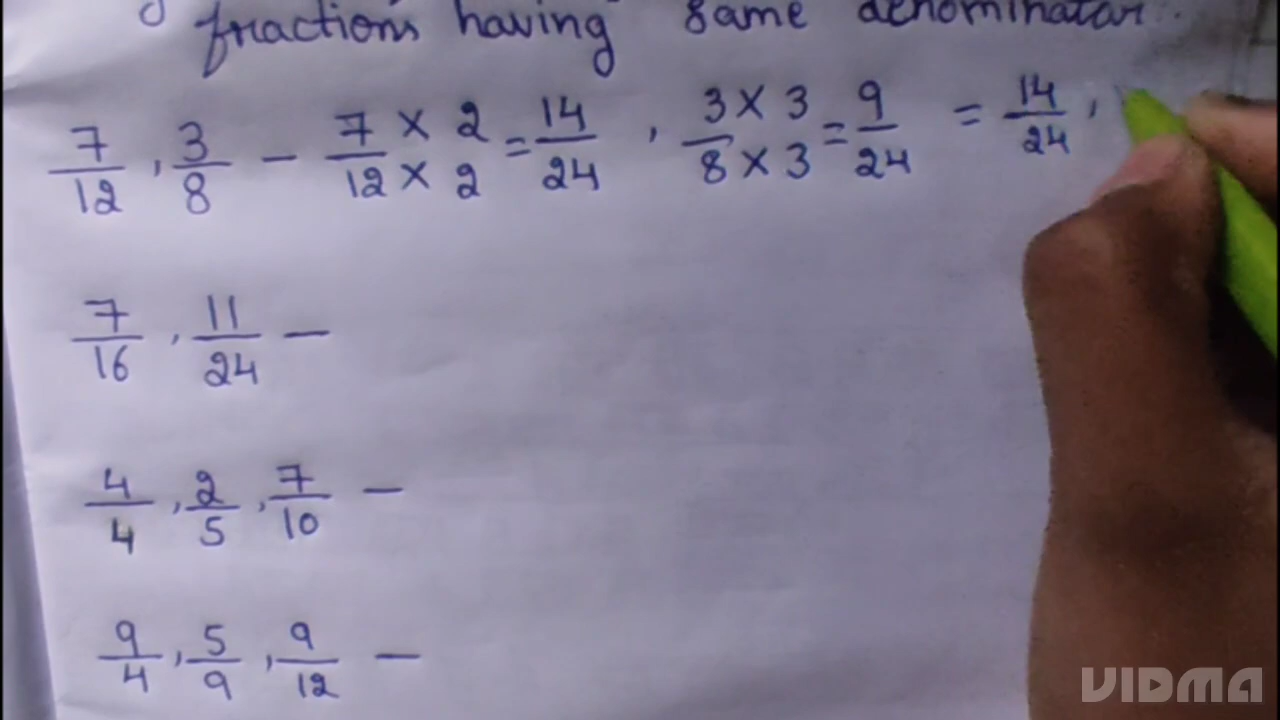 fractions having same denominator.
7/12 , 3/8 - 7 × 2 / 12 × 2 = 14/24 , 3 × 3 / 8 × 3 = 9/24 = 14/24 ,
7/16 , 11/24 -
4/4 , 2/5 , 7/10 -
9/4 , 5/9 , 9/12 -
VIDMA